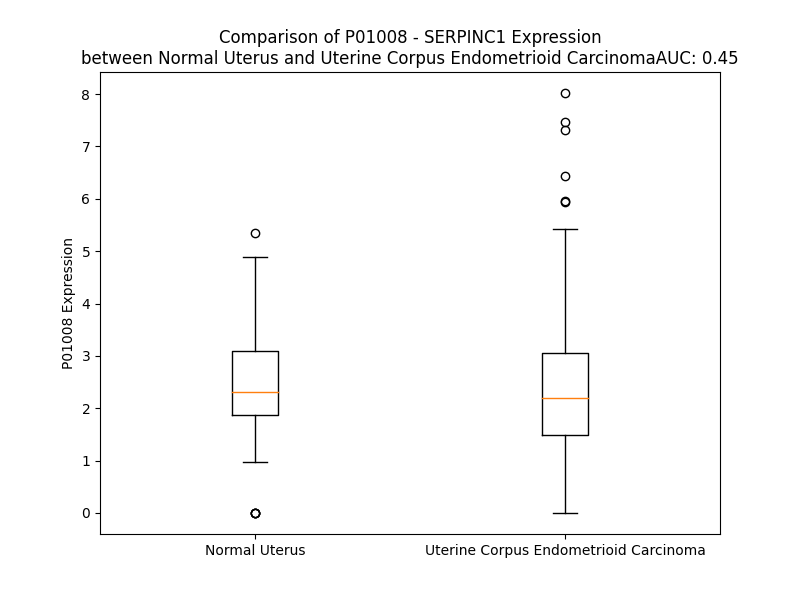 Comparison of P01008 - SERPINC1 Expression
between Normal Uterus and Uterine Corpus Endometrioid CarcinomaAUC: 0.45
8
7
6
5
4
3
2
1
0
P01008 Expression
Normal Uterus
Uterine Corpus Endometrioid Carcinoma